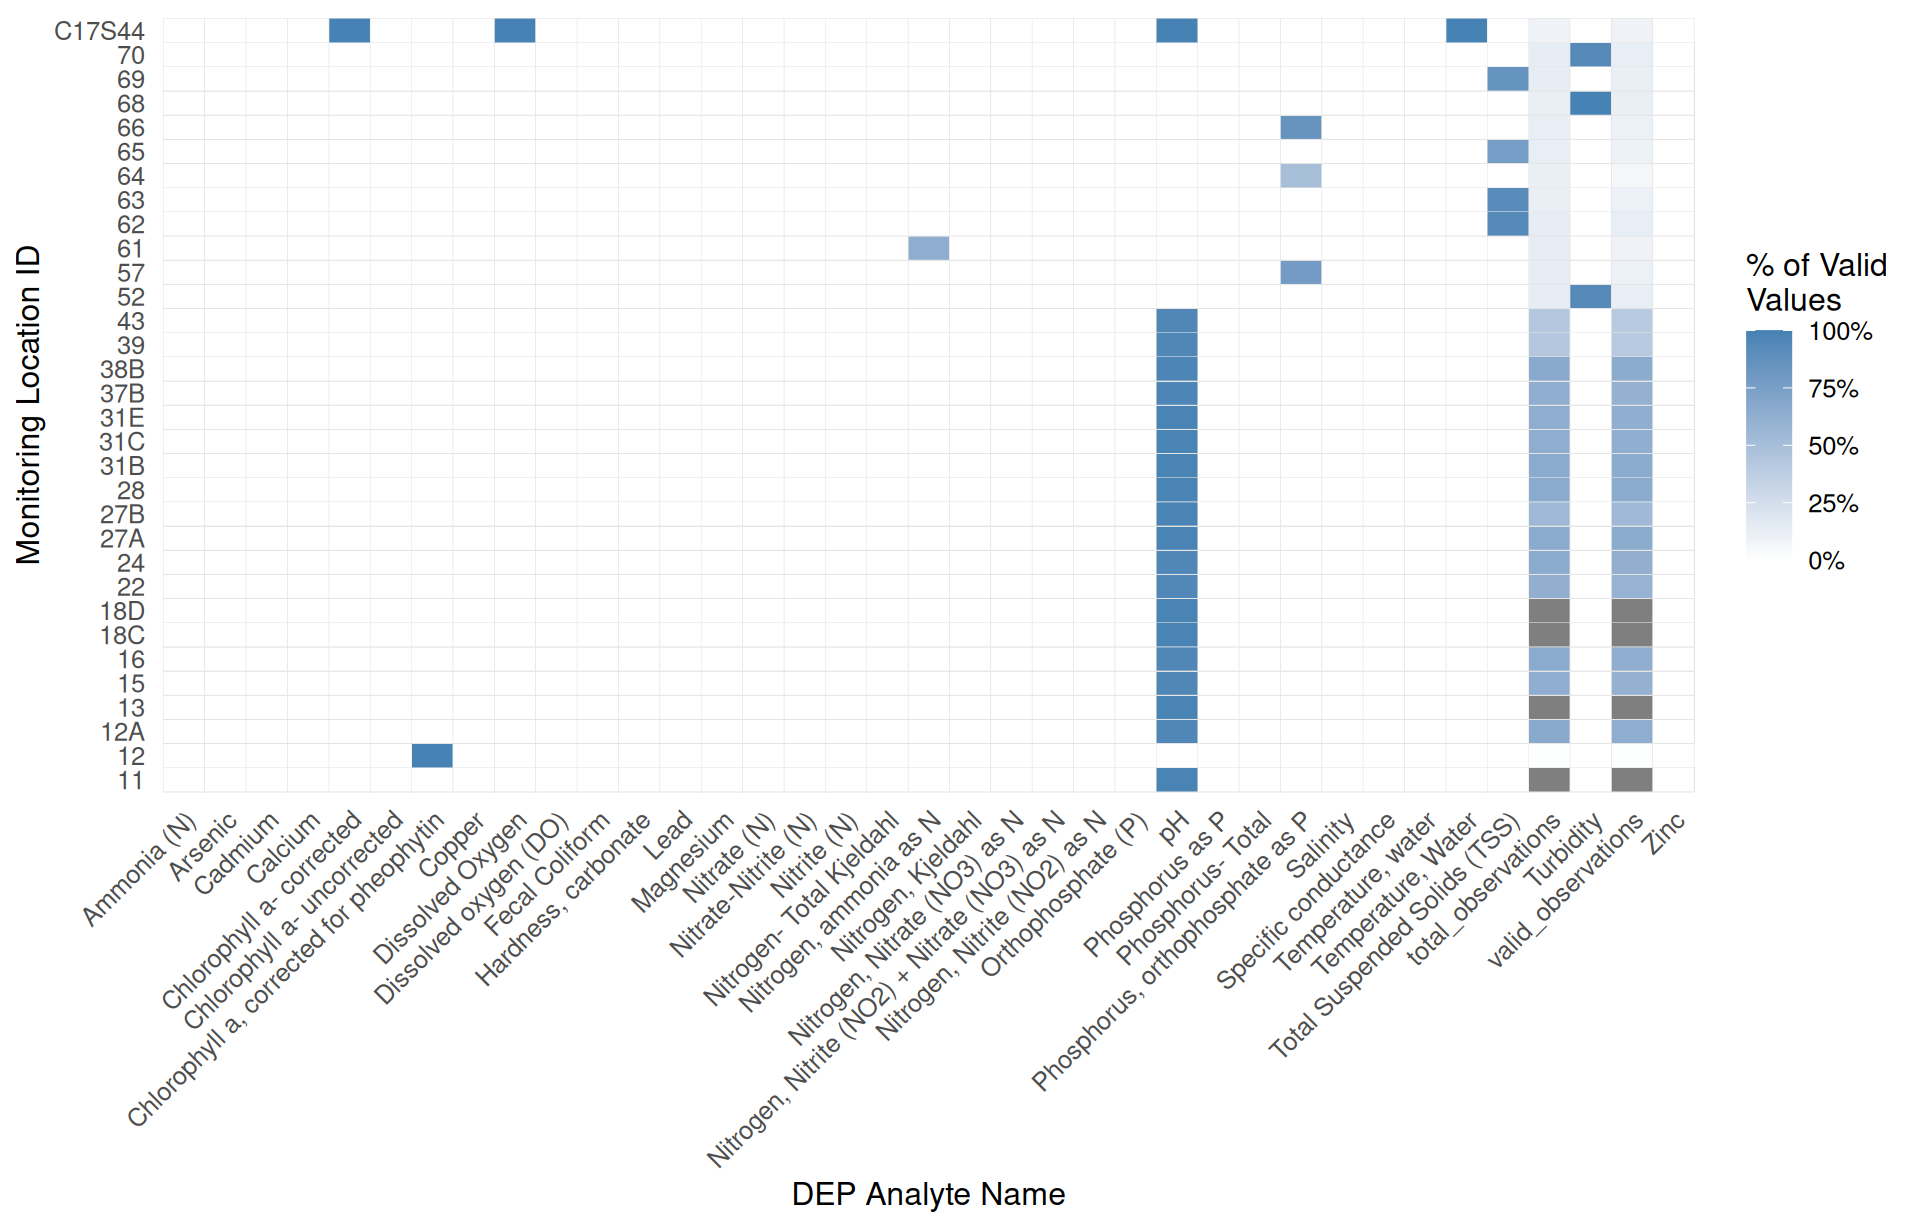 C17S44
70
69
68
66
65
64
63
62
61
57
52
43
39
38B
37B
31E
31C
31B
28
27B
27A
24
22
18D
18C
16
15
13
12A
12
11
Monitoring Location ID
Ammonia (N)
Arsenic
Cadmium
Calcium
Chlorophyll a- corrected
Chlorophyll a- uncorrected
Chlorophyll a, corrected for pheophytin
Copper
Dissolved Oxygen
Dissolved oxygen (DO)
Fecal Coliform
Hardness, carbonate
Lead
Magnesium
Nitrate (N)
Nitrate-Nitrite (N)
Nitrite (N)
Nitrogen- Total Kjeldahl
Nitrogen, ammonia as N
Nitrogen, Kjeldahl
Nitrogen, Nitrate (NO3) as N
Nitrogen, Nitrite (NO2) + Nitrate (NO3) as N
Nitrogen, Nitrite (NO2) as N
Orthophosphate (P)
pH
Phosphorus as P
Phosphorus- Total
Phosphorus, orthophosphate as P
Salinity
Specific conductance
Temperature, water
Temperature, Water
Total Suspended Solids (TSS)
total_observations
Turbidity
valid_observations
Zinc
DEP Analyte Name
% of Valid
Values
100%
75%
50%
25%
0%